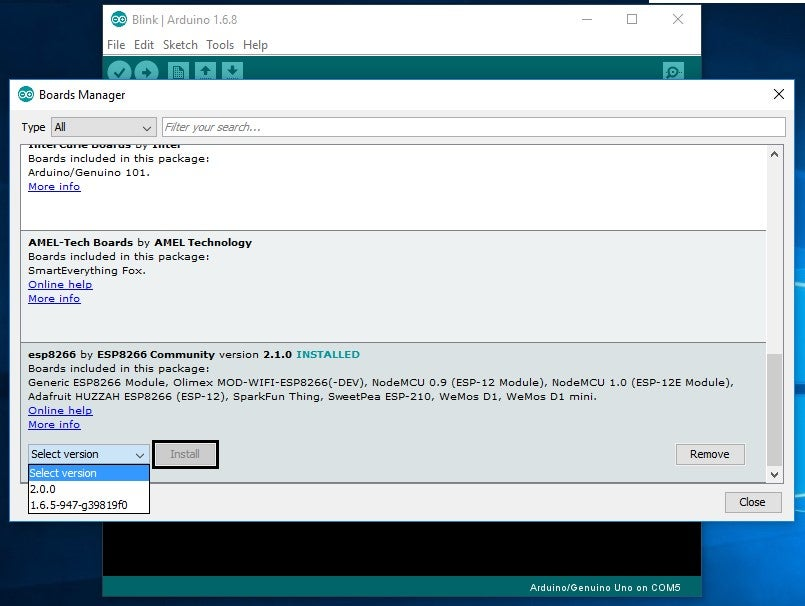 Blink | Arduino 1.6.8
File Edit Sketch Tools Help
Boards Manager
Type All Filter your search...
Intel Curie Boards by Intel
Boards included in this package:
Arduino/Genuino 101.
More info
AMEL-Tech Boards by AMEL Technology
Boards included in this package:
SmartEverything Fox.
Online help
More info
esp8266 by ESP8266 Community version 2.1.0 INSTALLED
Boards included in this package:
Generic ESP8266 Module, Olimex MOD-WIFI-ESP8266(-DEV), NodeMCU 0.9 (ESP-12 Module), NodeMCU 1.0 (ESP-12E Module),
Adafruit HUZZAH ESP8266 (ESP-12), SparkFun Thing, SweetPea ESP-210, WeMos D1, WeMos D1 mini.
Online help
More info
Select version Install Remove
Select version
2.0.0
1.6.5-947-g39819f0
Close
Arduino/Genuino Uno on COM5